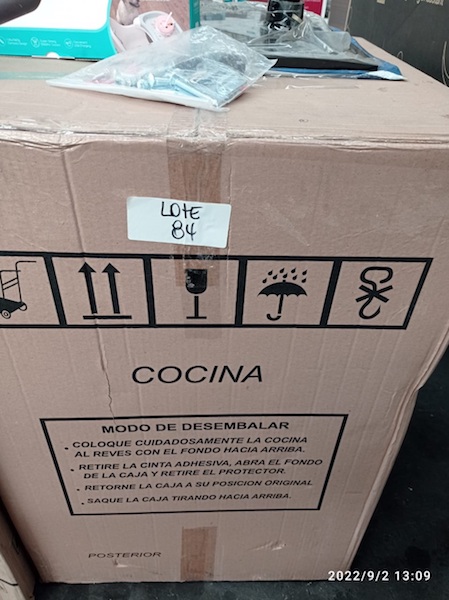 LOTE
84
COCINA
MODO DE DESEMBALAR
• COLOQUE CUIDADOSAMENTE LA COCINA
AL REVES CON EL FONDO HACIA ARRIBA.
• RETIRE LA CINTA ADHESIVA, ABRA EL FONDO
DE LA CAJA Y RETIRE EL PROTECTOR.
• RETORNE LA CAJA A SU POSICION ORIGINAL
• SAQUE LA CAJA TIRANDO HACIA ARRIBA.
POSTERIOR
2022/9/2 13:09